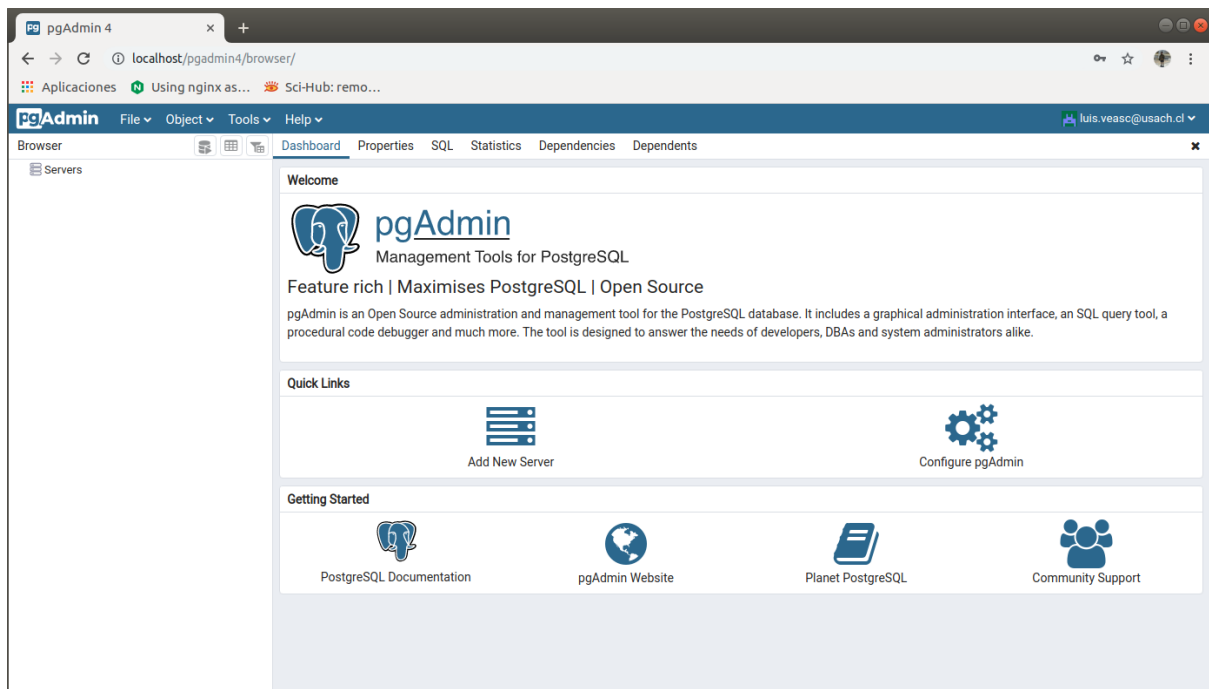 pgAdmin 4
localhost/pgadmin4/browser/
Aplicaciones Using nginx as... Sci-Hub: remo...
pgAdmin File Object Tools Help luis.veasc@usach.cl
Browser Dashboard Properties SQL Statistics Dependencies Dependents
Servers
Welcome
pgAdmin
Management Tools for PostgreSQL
Feature rich | Maximises PostgreSQL | Open Source
pgAdmin is an Open Source administration and management tool for the PostgreSQL database. It includes a graphical administration interface, an SQL query tool, a
procedural code debugger and much more. The tool is designed to answer the needs of developers, DBAs and system administrators alike.
Quick Links
Add New Server Configure pgAdmin
Getting Started
PostgreSQL Documentation pgAdmin Website Planet PostgreSQL Community Support